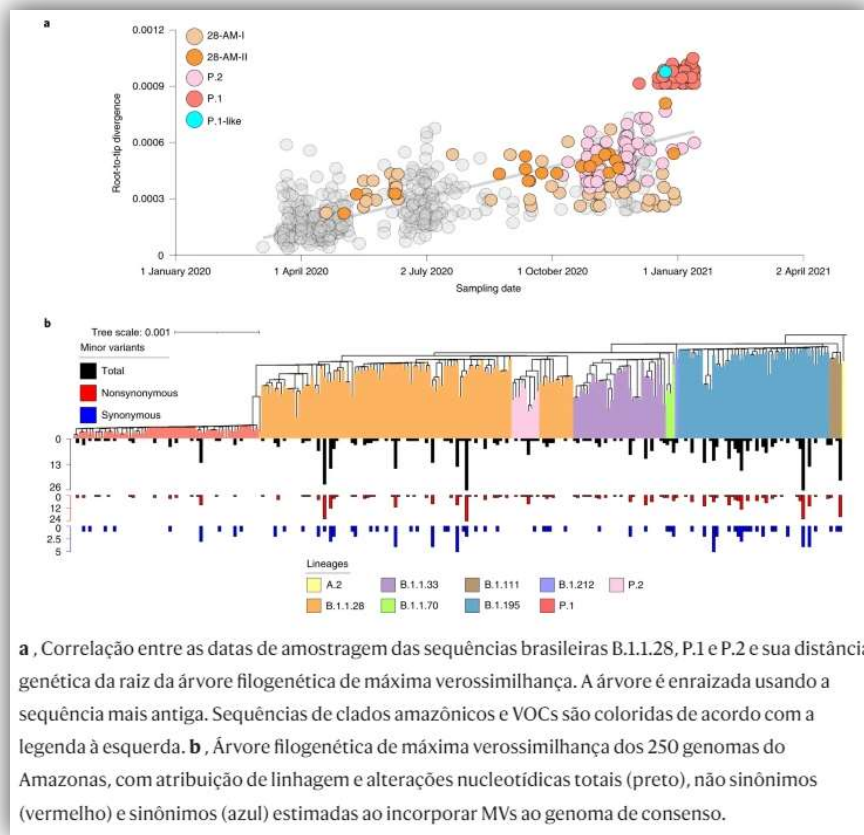 a
0.0012
0.0009
0.0006
0.0003
0
Root-to-tip divergence
28-AM-I
28-AM-II
P.2
P.1
P.1-like
1 January 2020
1 April 2020
2 July 2020
1 October 2020
1 January 2021
2 April 2021
Sampling date
b
Tree scale: 0.001
Minor variants
Total
Nonsynonymous
Synonymous
0
13
26
0
12
24
0
2.5
5
Lineages
A.2
B.1.1.33
B.1.111
B.1.212
P.2
B.1.1.28
B.1.1.70
B.1.195
P.1
a , Correlação entre as datas de amostragem das sequências brasileiras B.1.1.28, P.1 e P.2 e sua distância
genética da raiz da árvore filogenética de máxima verossimilhança. A árvore é enraizada usando a
sequência mais antiga. Sequências de clados amazônicos e VOCs são coloridas de acordo com a
legenda à esquerda. b , Árvore filogenética de máxima verossimilhança dos 250 genomas do
Amazonas, com atribuição de linhagem e alterações nucleotídicas totais (preto), não sinônimos
(vermelho) e sinônimos (azul) estimadas ao incorporar MVs ao genoma de consenso.